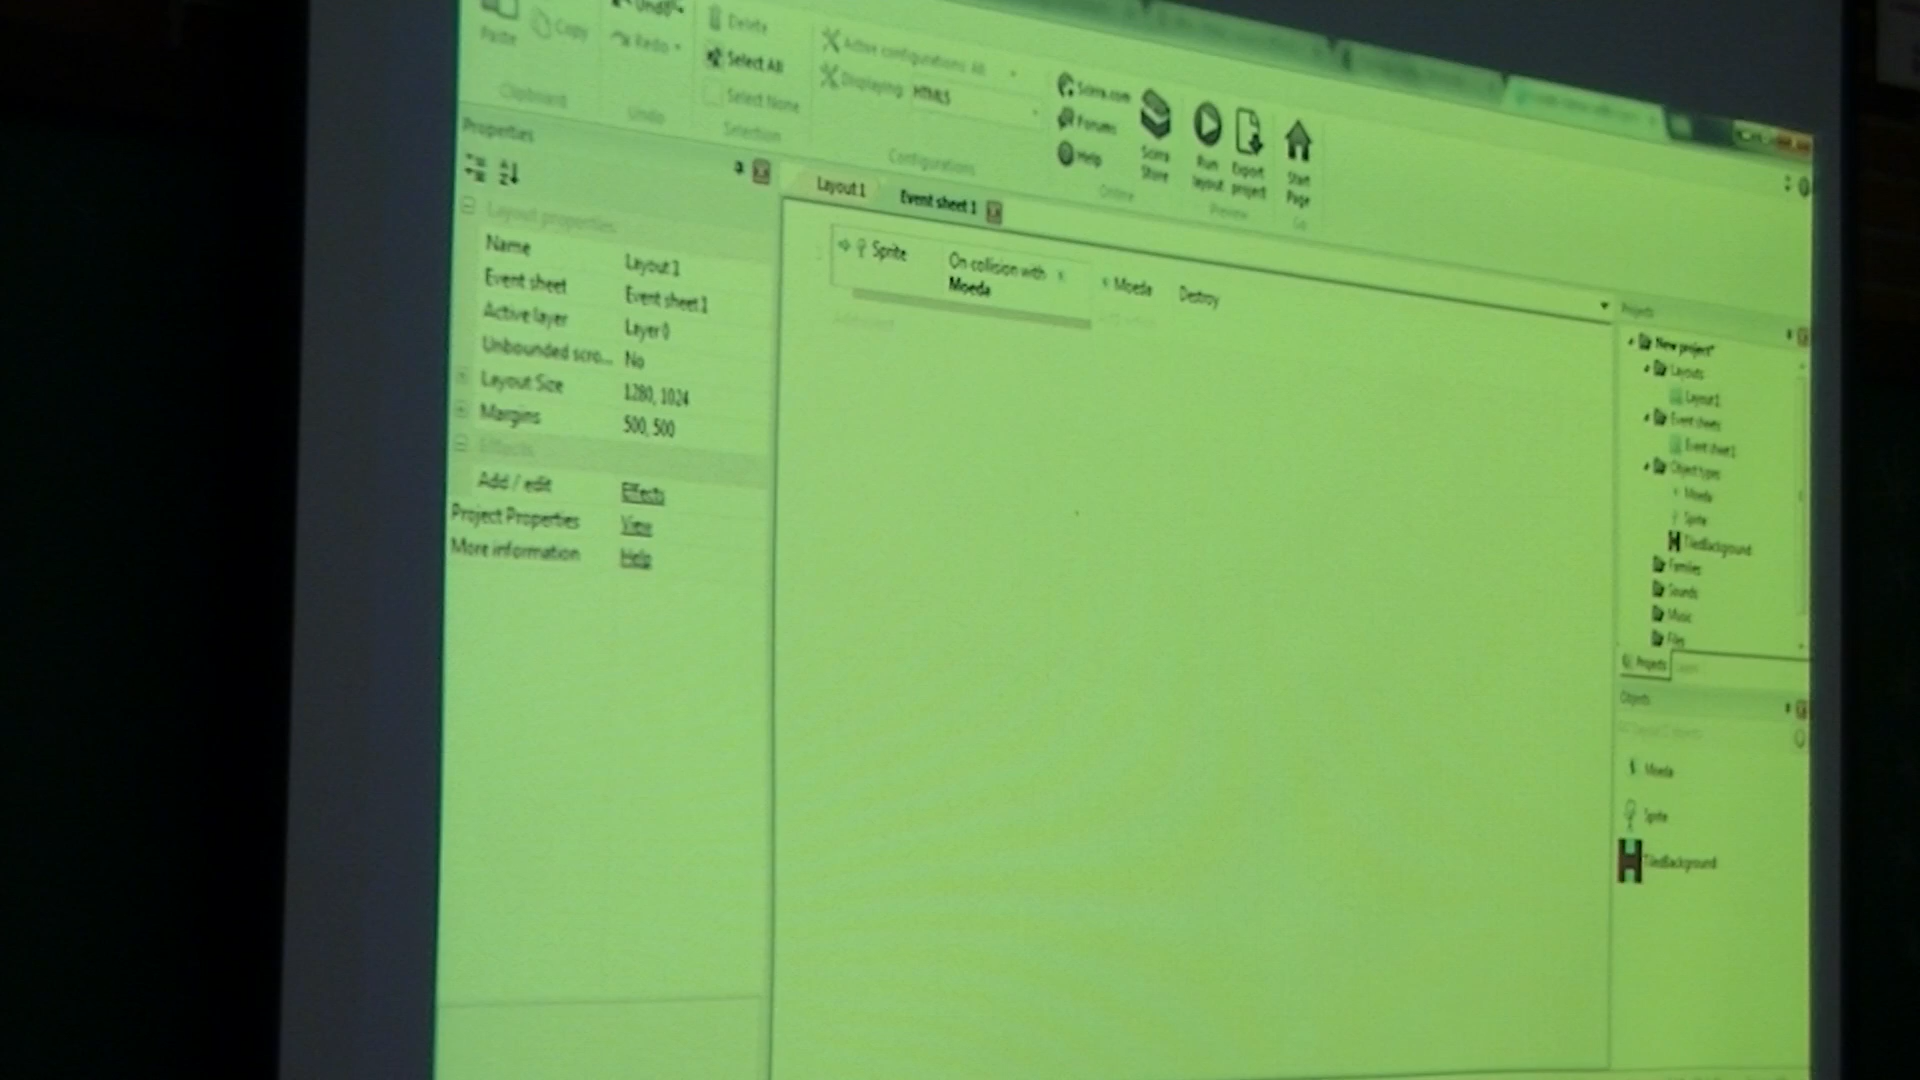 Paste
Copy
Undo
Redo
Delete
Select All
Select None
Active configurations: All
Displaying: HTML5
Scirra.com
Forums
Help
Scirra Store
Run layout
Export project
Start Page
Clipboard
Undo
Selection
Configurations
Online
Preview
Go
Properties
Layout properties
Name Layout 1
Event sheet Event sheet 1
Active layer Layer 0
Unbounded scro... No
Layout Size 1280, 1024
Margins 500, 500
Effects
Add / edit Effects
Project Properties View
More information Help
Layout 1
Event sheet 1
Sprite On collision with Moeda
Moeda Destroy
Projects
New project*
Layouts
Layout 1
Event sheets
Event sheet 1
Object types
Moeda
Sprite
TiledBackground
Families
Sounds
Music
Files
Projects
Objects
Moeda
Sprite
TiledBackground